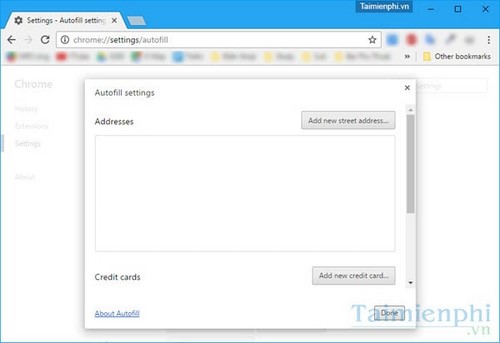 Taimienphi.vn
Settings - Autofill setting
chrome://settings/autofill
Other bookmarks
Chrome
Autofill settings
History
Addresses
Add new street address...
Extensions
Settings
About
Credit cards
Add new credit card...
About Autofill
Done
Taimienphi
.vn